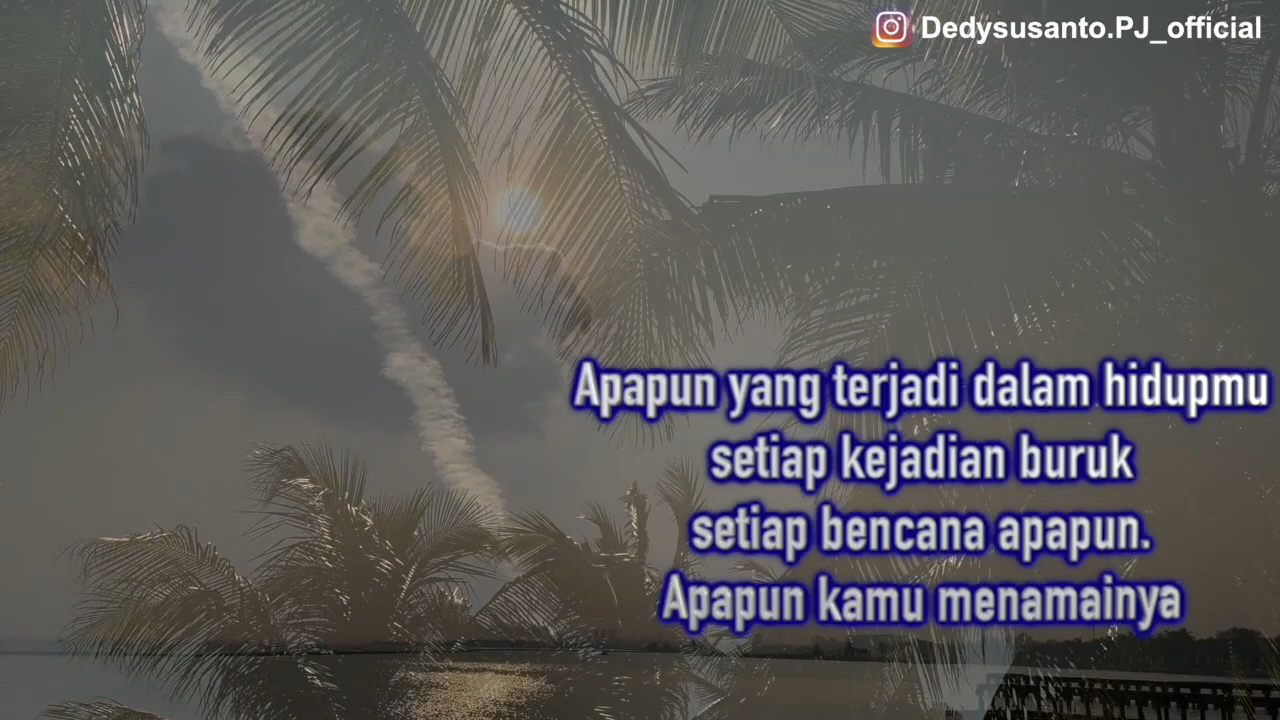 Dedysusanto.PJ_official
Apapun yang terjadi dalam hidupmu
setiap kejadian buruk
setiap bencana apapun.
Apapun kamu menamainya